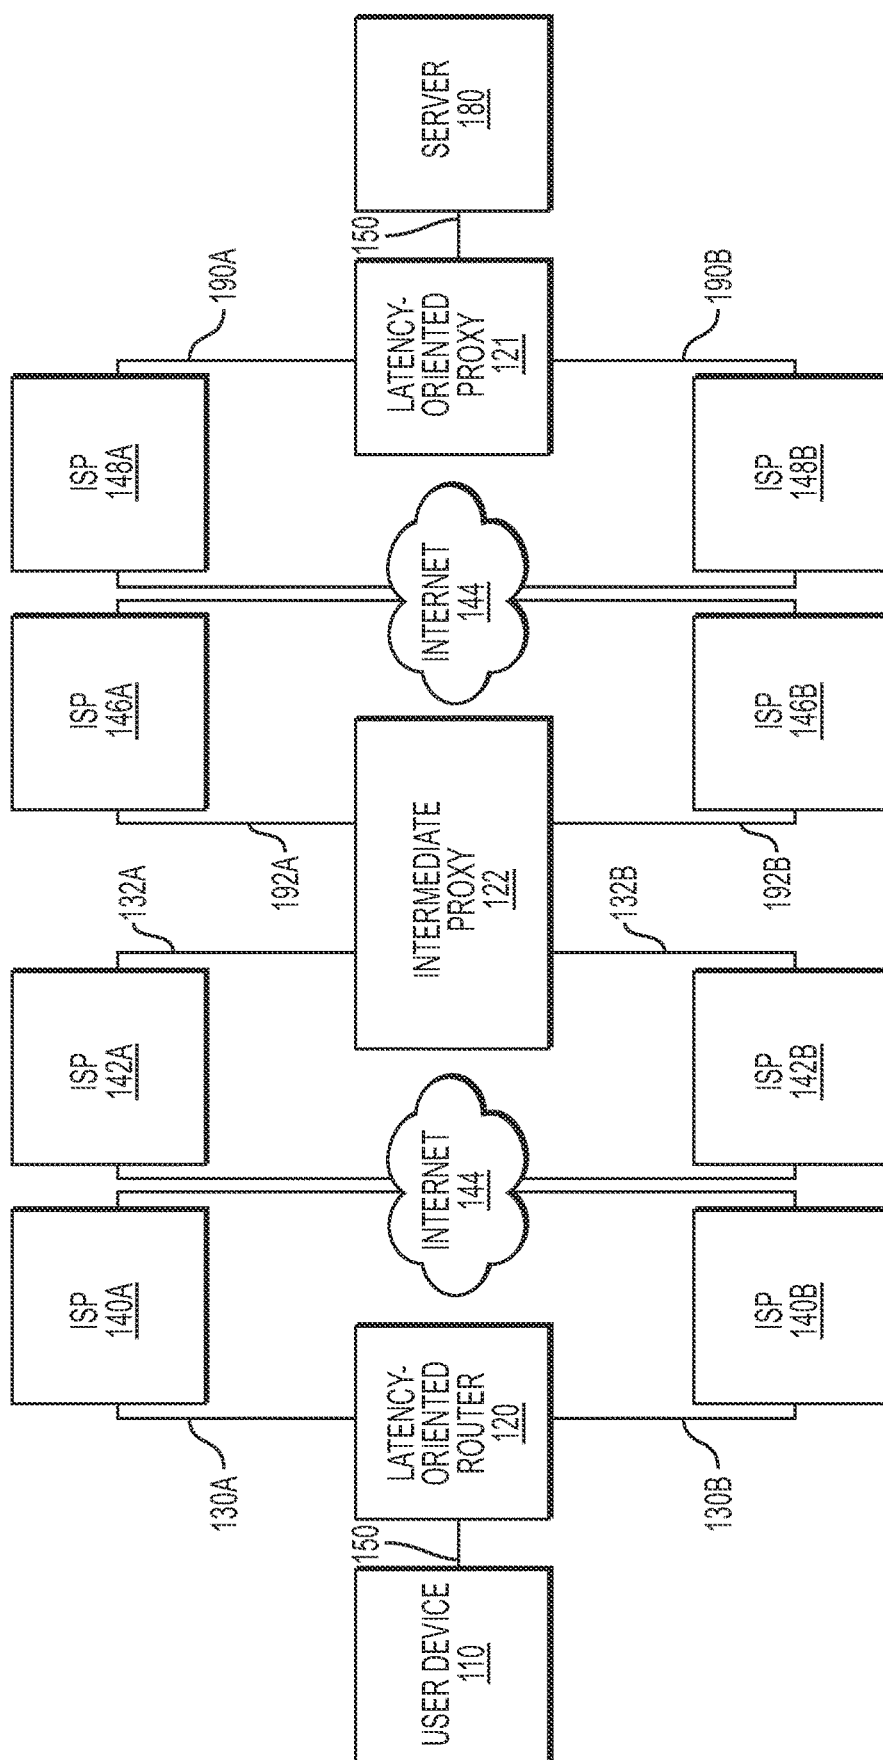 ISP
140A
ISP
142A
ISP
146A
ISP
148A
130A
132A
192A
190A
USER DEVICE
110
150
LATENCY-
ORIENTED
ROUTER
120
INTERNET
144
INTERMEDIATE
PROXY
122
INTERNET
144
LATENCY-
ORIENTED
PROXY
121
150
SERVER
180
130B
132B
192B
190B
ISP
140B
ISP
142B
ISP
146B
ISP
148B